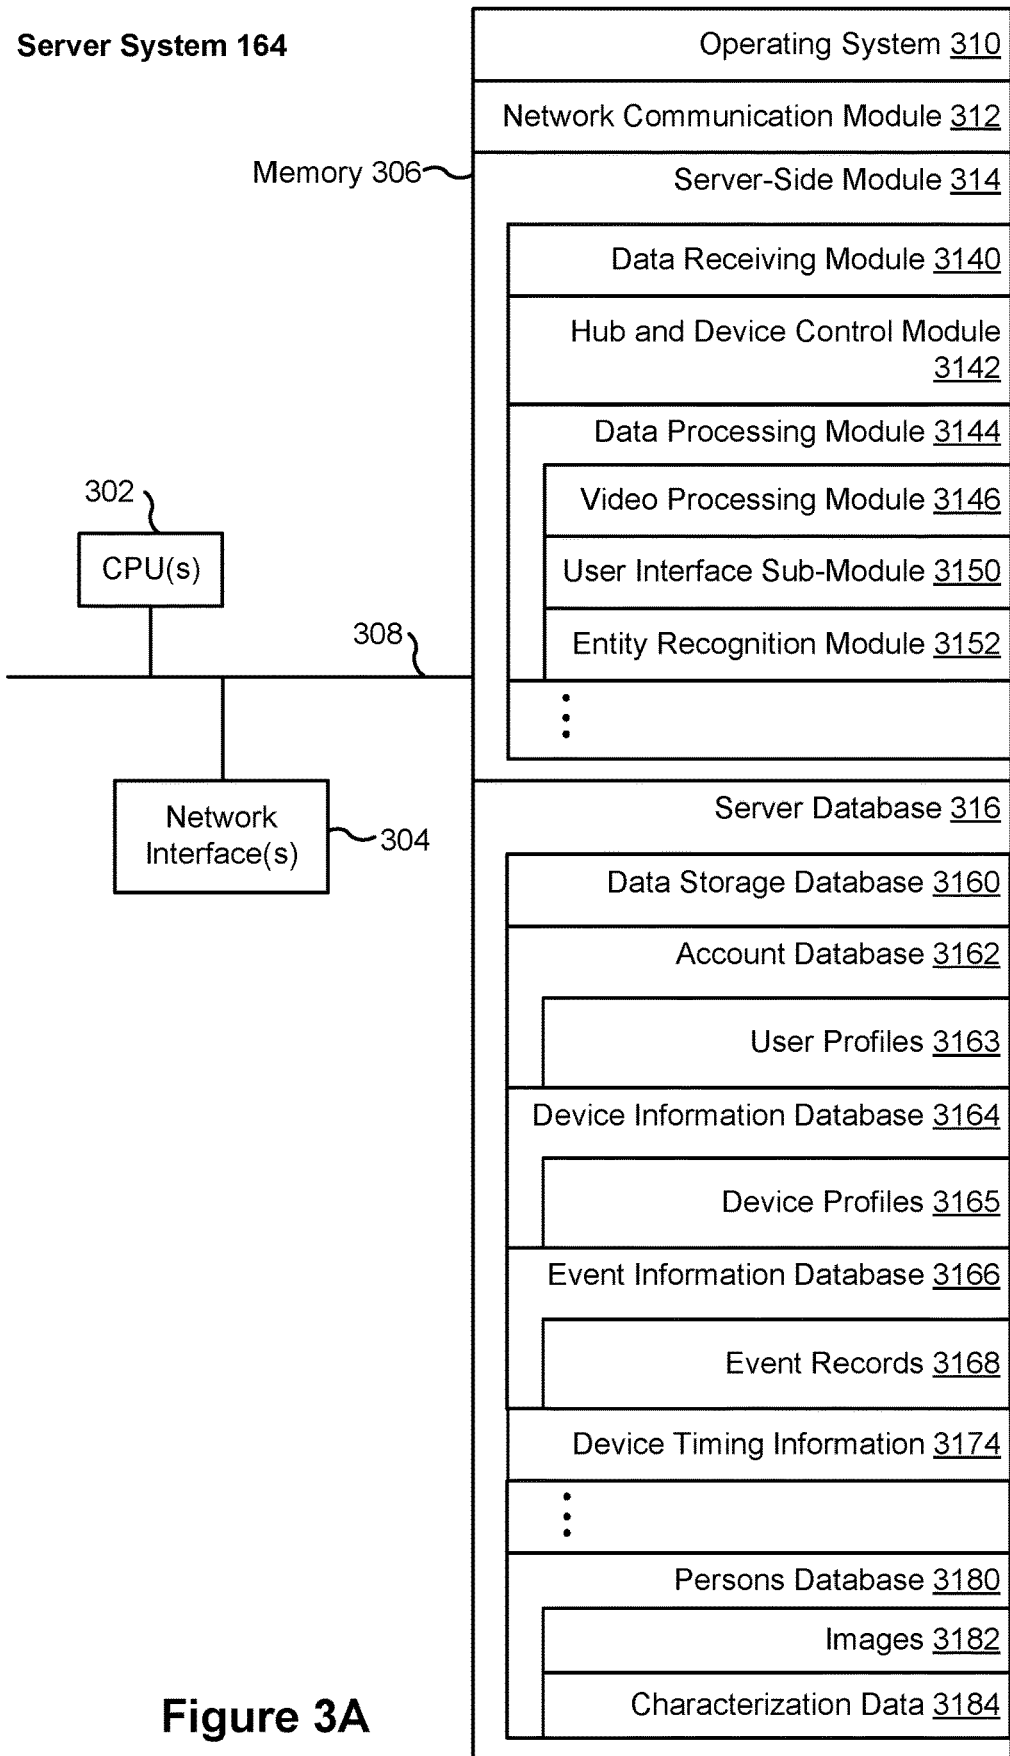 Server System 164
Operating System 310
Network Communication Module 312
Memory 306
Server-Side Module 314
Data Receiving Module 3140
Hub and Device Control Module
3142
Data Processing Module 3144
Video Processing Module 3146
User Interface Sub-Module 3150
Entity Recognition Module 3152
302
CPU(s)
308
Network
Interface(s)
304
Server Database 316
Data Storage Database 3160
Account Database 3162
User Profiles 3163
Device Information Database 3164
Device Profiles 3165
Event Information Database 3166
Event Records 3168
Device Timing Information 3174
Persons Database 3180
Images 3182
Characterization Data 3184
Figure 3A